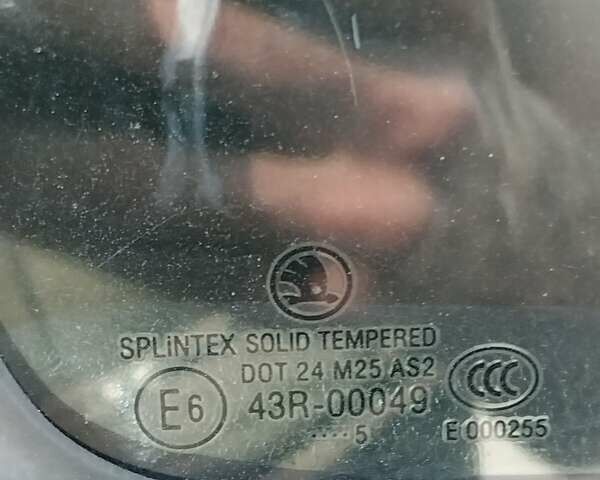 SPLiNTEX SOLID TEMPERED
DOT 24 M25 AS2
E6 43R-00049
CCC
....5
E 000255